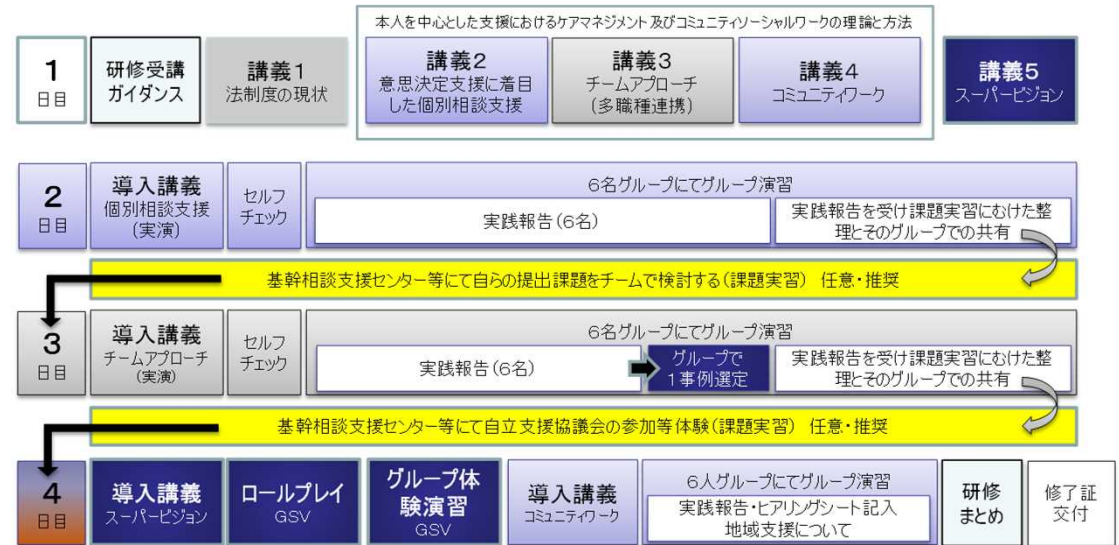 本人を中心とした支援におけるケアマネジメント及びコミュニティソーシャルワークの理論と方法
1
日目
研修受講
ガイダンス
講義1
法制度の現状
講義2
意思決定支援に着目
した個別相談支援
講義3
チームアプローチ
(多職種連携)
講義4
コミュニティワーク
講義5
スーパービジョン
2
日目
導入講義
個別相談支援
(実演)
セルフ
チェック
6名グループにてグループ演習
実践報告(6名)
実践報告を受け課題実習にむけた整
理とそのグループでの共有
基幹相談支援センター等にて自らの提出課題をチームで検討する(課題実習) 任意・推奨
3
日目
導入講義
チームアプローチ
(実演)
セルフ
チェック
6名グループにてグループ演習
実践報告(6名)
グループで
1事例選定
実践報告を受け課題実習にむけた整
理とそのグループでの共有
基幹相談支援センター等にて自立支援協議会の参加等体験(課題実習) 任意・推奨
4
日目
導入講義
スーパービジョン
ロールプレイ
GSV
グループ体
験演習
GSV
導入講義
コミュニティワーク
6人グループにてグループ演習
実践報告・ヒアリングシート記入
地域支援について
研修
まとめ
修了証
交付